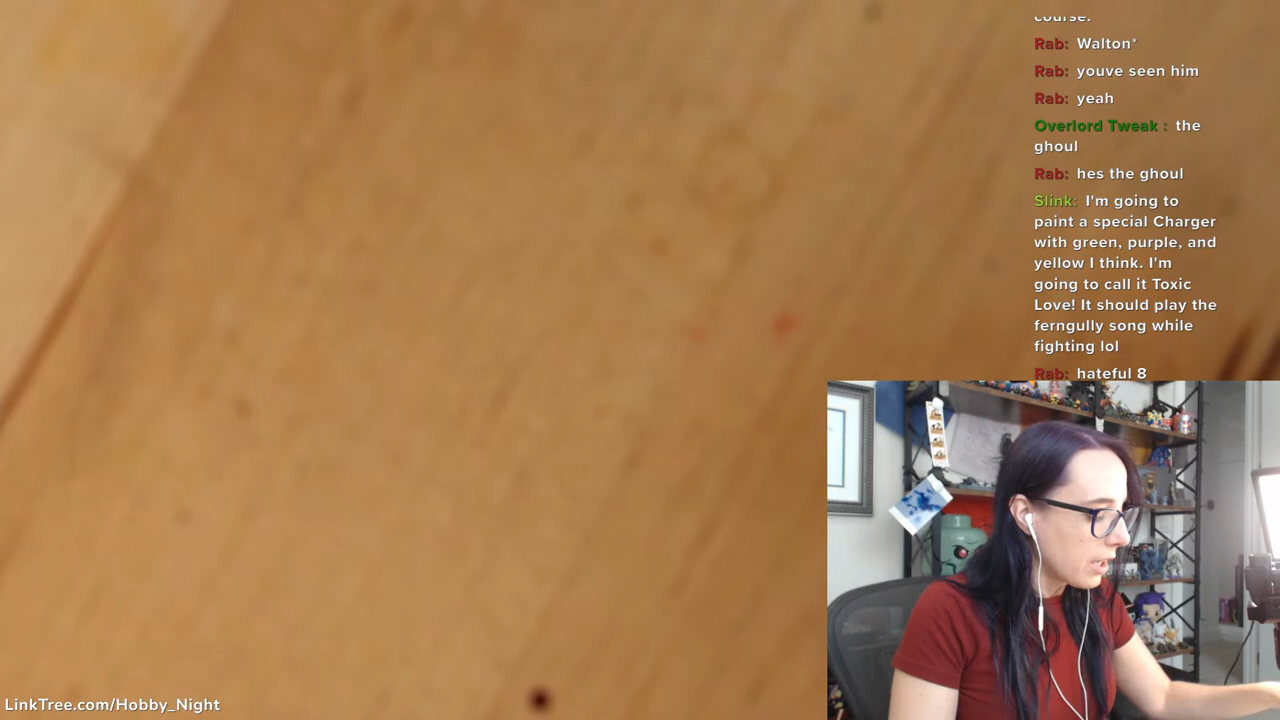 course.
Rab: Walton*
Rab: youve seen him
Rab: yeah
Overlord Tweak : the
ghoul
Rab: hes the ghoul
Slink: I'm going to
paint a special Charger
with green, purple, and
yellow I think. I'm
going to call it Toxic
Love! It should play the
ferngully song while
fighting lol
Rab: hateful 8
LinkTree.com/Hobby_Night